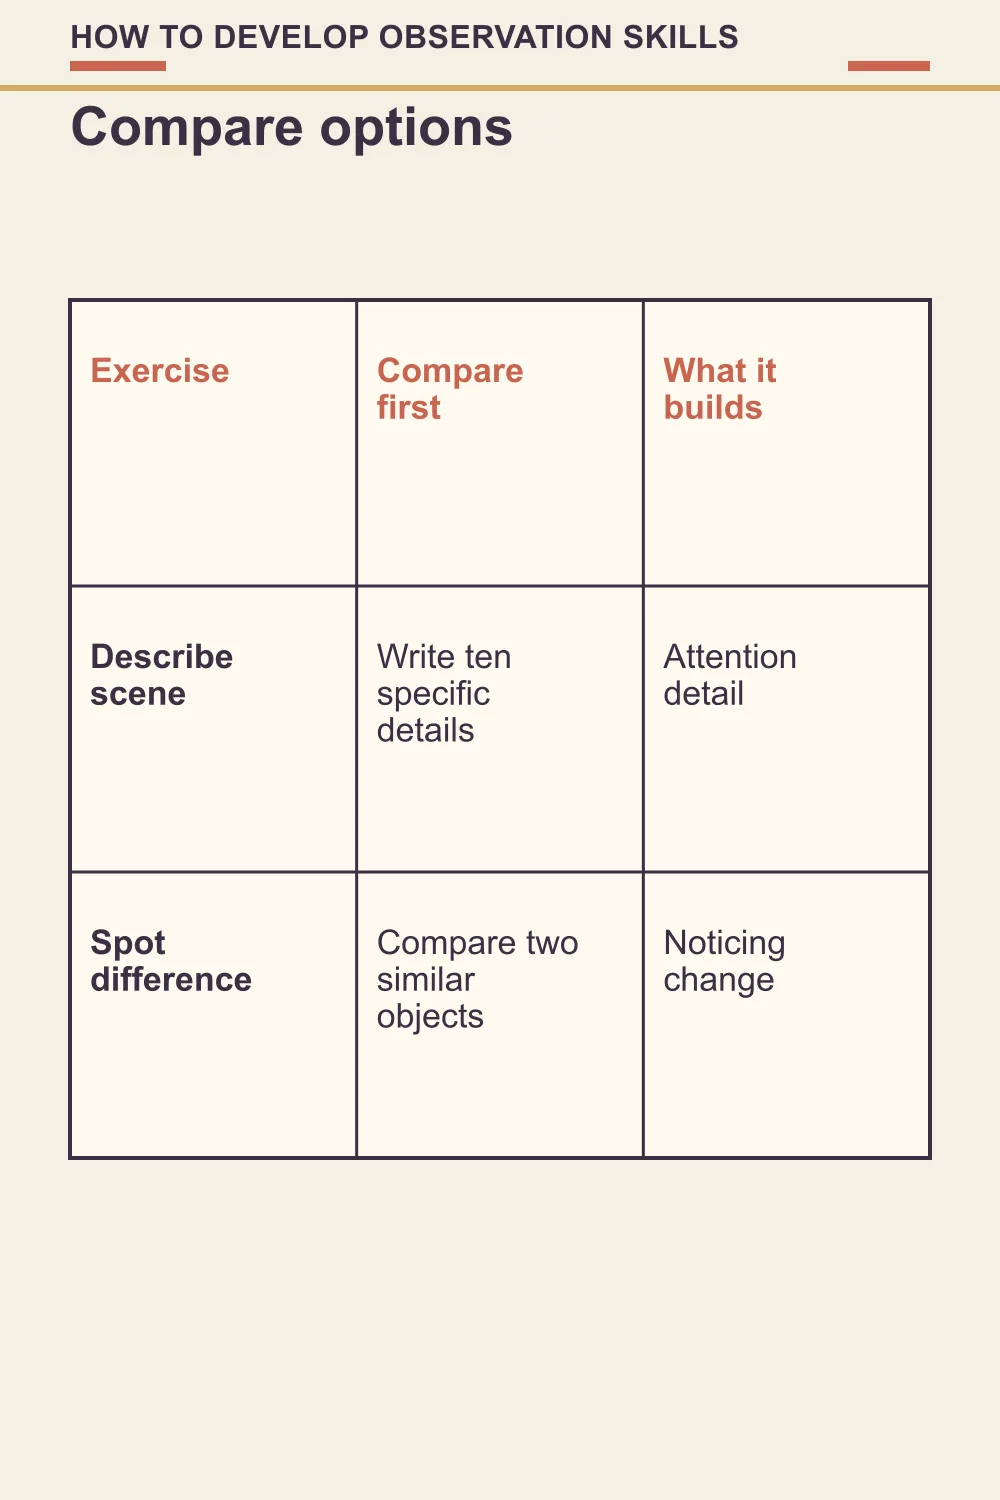 HOW TO DEVELOP OBSERVATION SKILLS
Compare options
Exercise
Compare
first
What it
builds
Describe
scene
Write ten
specific
details
Attention
detail
Spot
difference
Compare two
similar
objects
Noticing
change